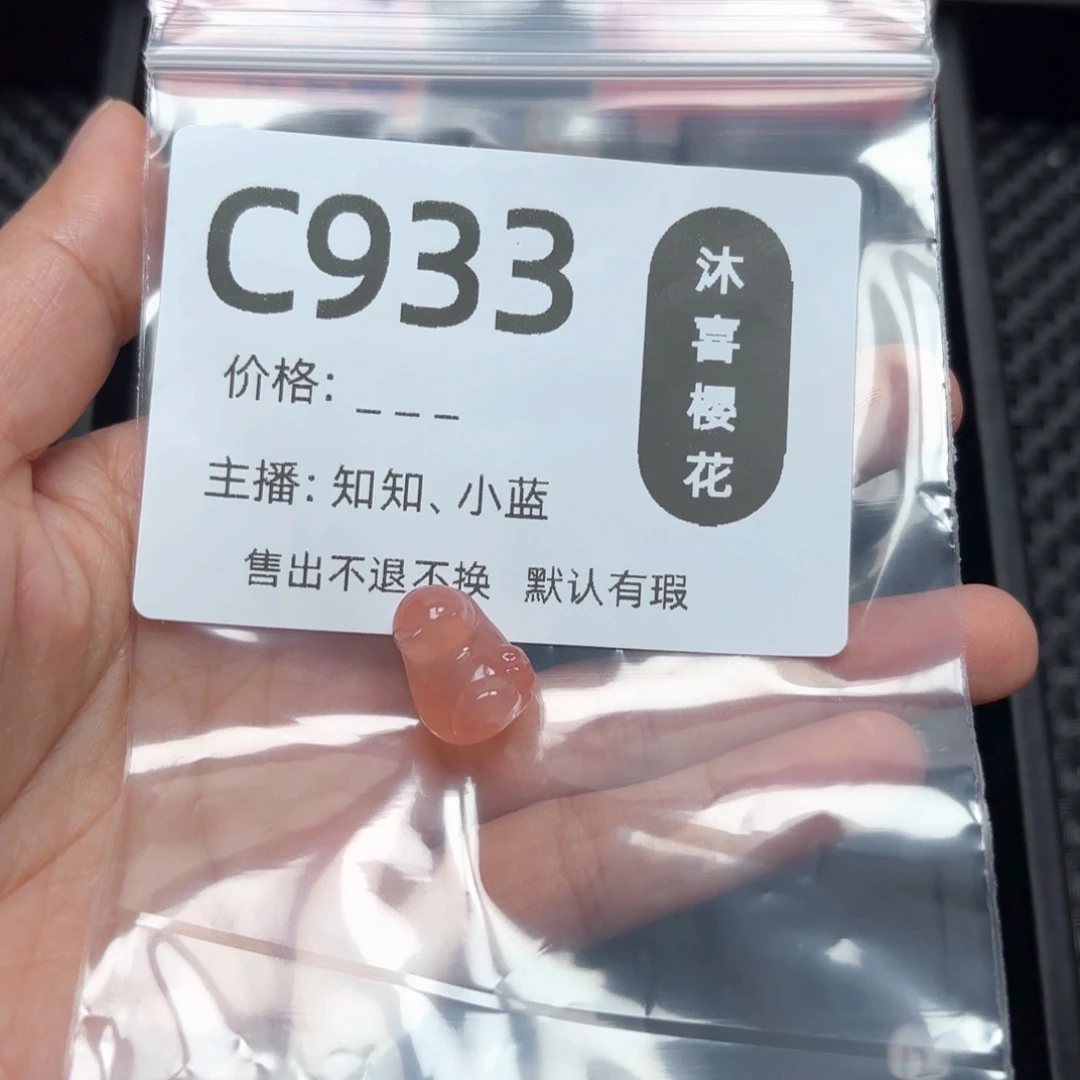 C933
沐喜樱花
价格: _ _ _
主播: 知知、小蓝
售出不退不换 默认有瑕